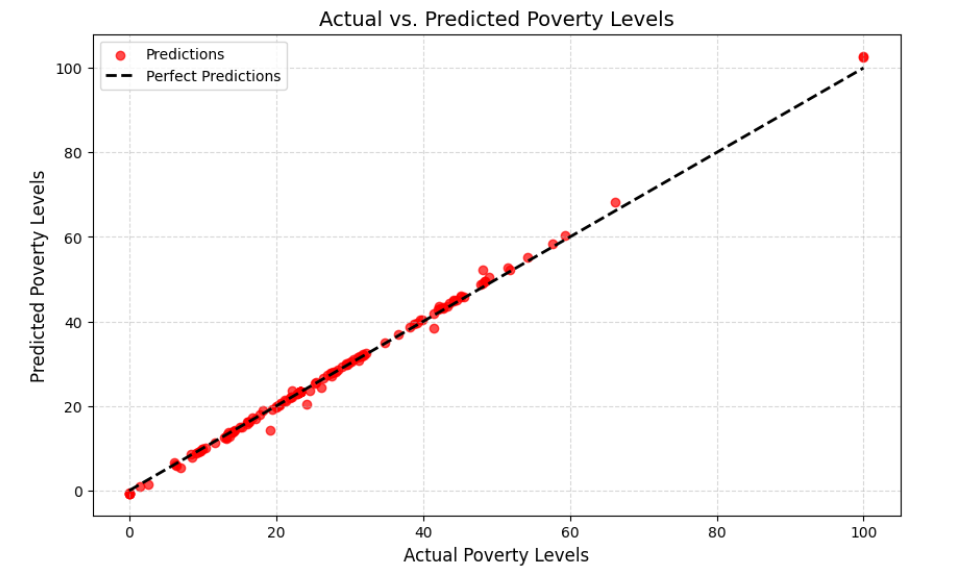 Actual vs. Predicted Poverty Levels
Predictions
Perfect Predictions
Predicted Poverty Levels
100
80
60
40
20
0
0 20 40 60 80 100
Actual Poverty Levels